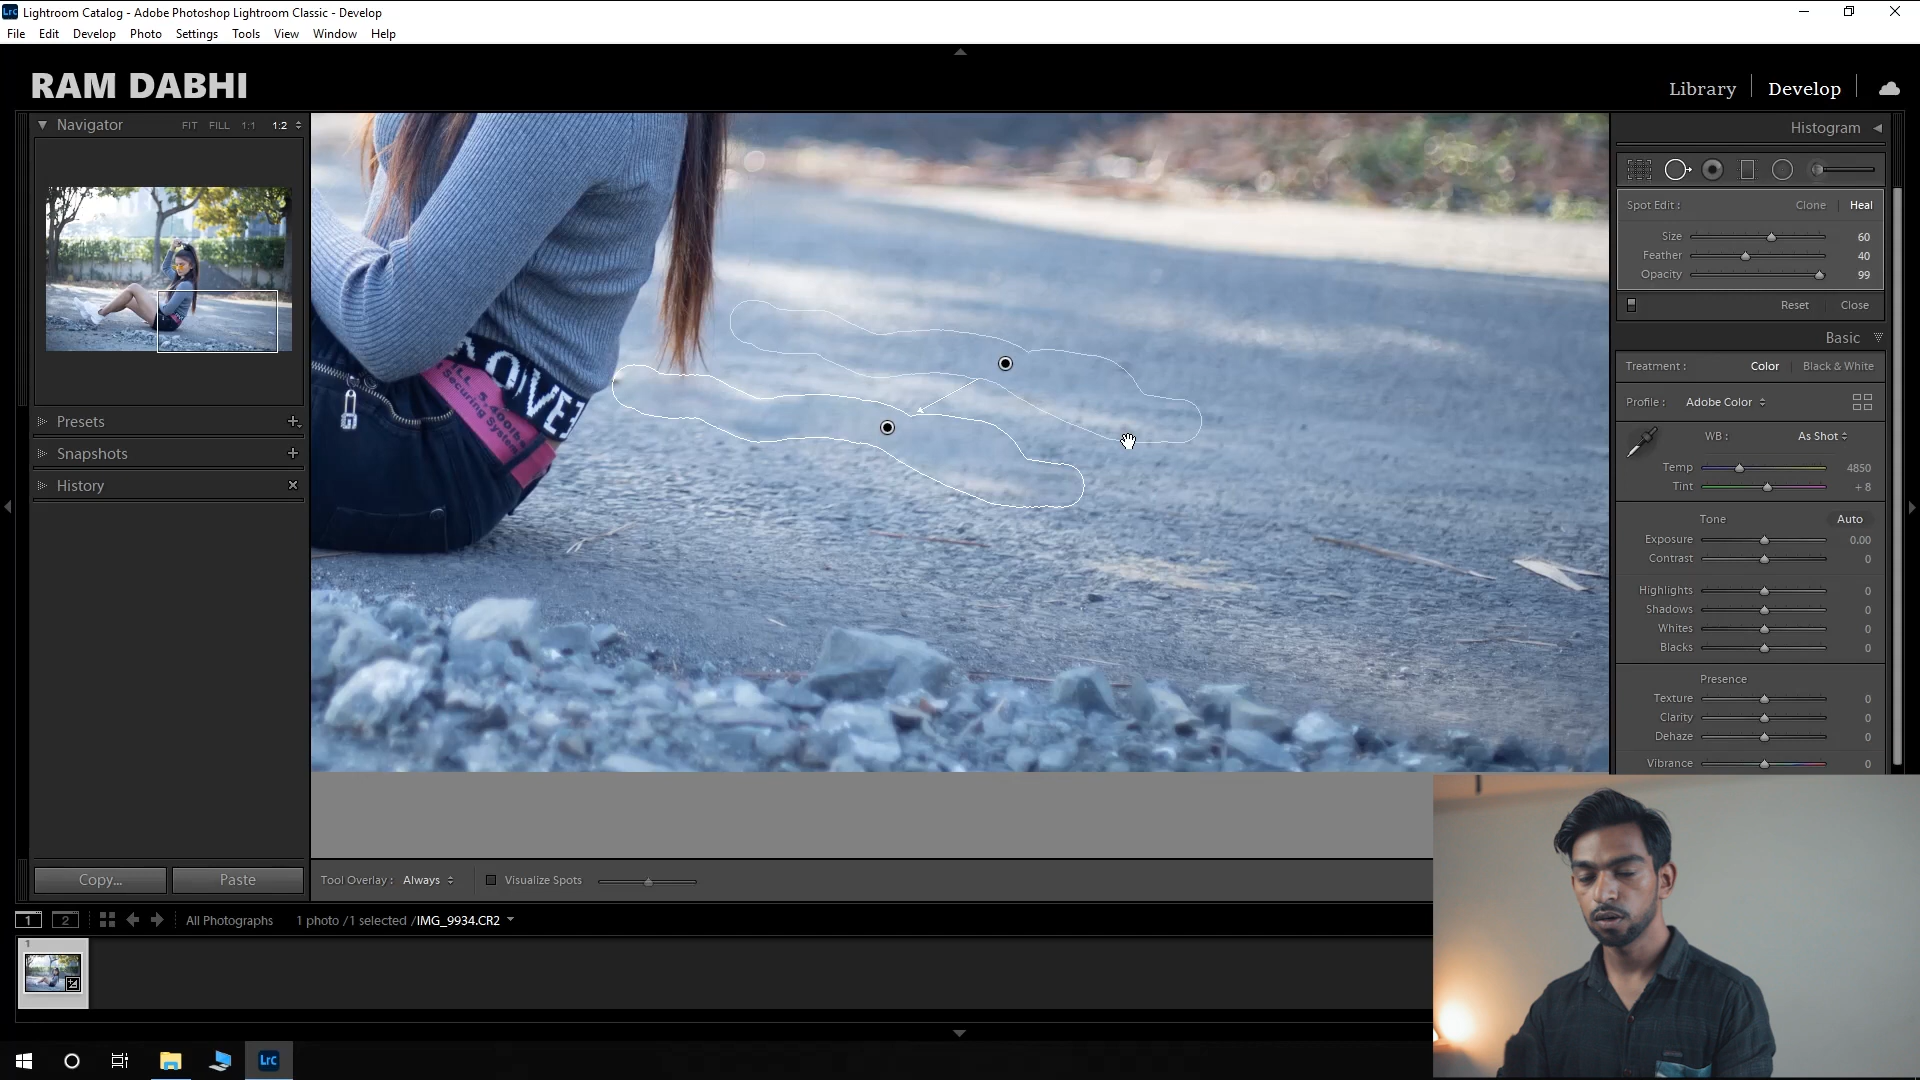 Lrc Lightroom Catalog - Adobe Photoshop Lightroom Classic - Develop
File Edit Develop Photo Settings Tools View Window Help
RAM DABHI
Library Develop
Navigator FIT FILL 1:1 1:2
Presets
Snapshots
History
Copy... Paste
Histogram
Spot Edit : Clone Heal
Size 60
Feather 40
Opacity 99
Reset Close
Basic
Treatment : Color Black & White
Profile : Adobe Color
WB : As Shot
Temp 4850
Tint + 8
Tone Auto
Exposure 0.00
Contrast 0
Highlights 0
Shadows 0
Whites 0
Blacks 0
Presence
Texture 0
Clarity 0
Dehaze 0
Vibrance 0
Tool Overlay : Always Visualize Spots
1 2 All Photographs 1 photo / 1 selected / IMG_9934.CR2
1
Lrc